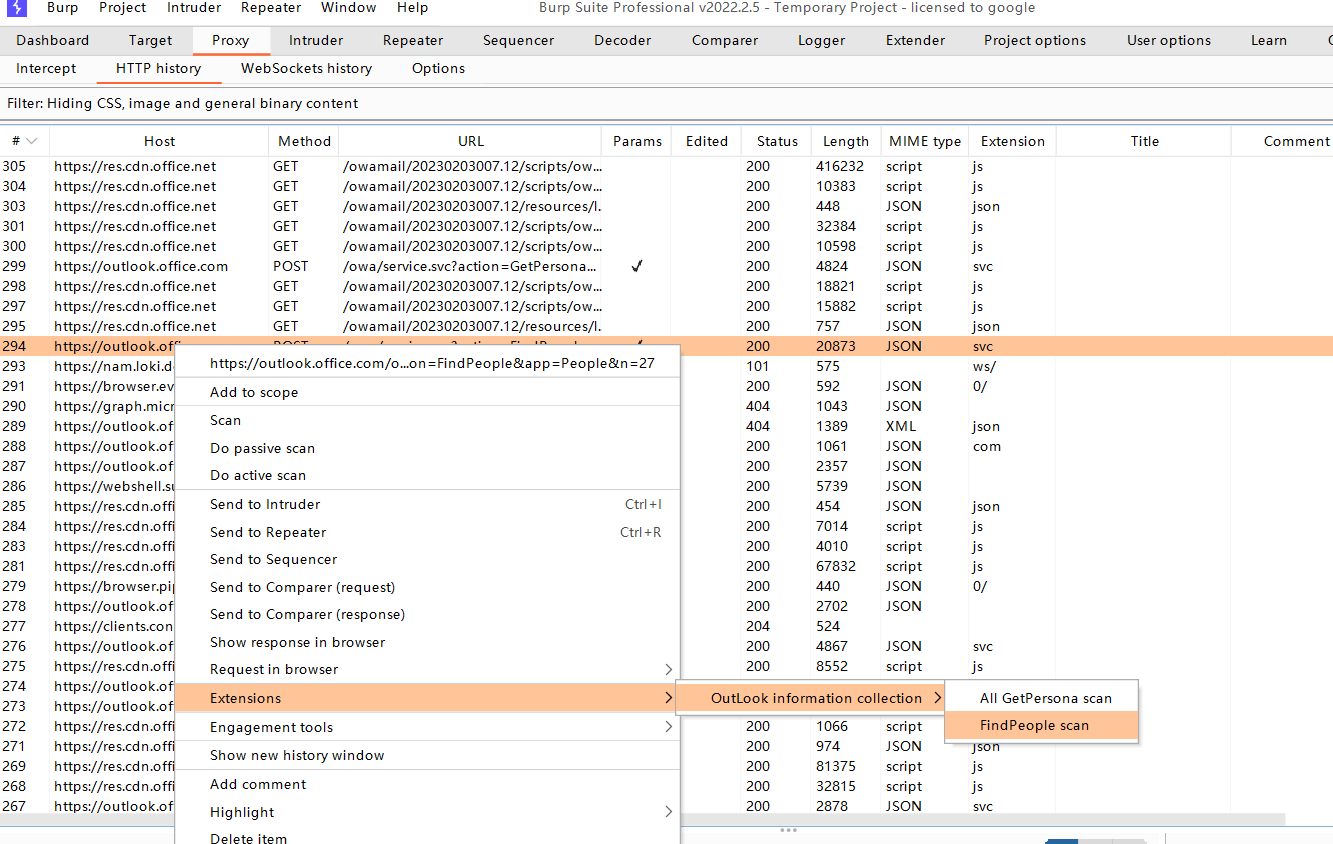 Burp Project Intruder Repeater Window Help Burp Suite Professional v2022.2.5 - Temporary Project - licensed to google
Dashboard Target Proxy Intruder Repeater Sequencer Decoder Comparer Logger Extender Project options User options Learn
Intercept HTTP history WebSockets history Options
Filter: Hiding CSS, image and general binary content
# Host Method URL Params Edited Status Length MIME type Extension Title Comment
305 https://res.cdn.office.net GET /owamail/20230203007.12/scripts/ow... 200 416232 script js
304 https://res.cdn.office.net GET /owamail/20230203007.12/scripts/ow... 200 10383 script js
303 https://res.cdn.office.net GET /owamail/20230203007.12/resources/l. 200 448 JSON json
301 https://res.cdn.office.net GET /owamail/20230203007.12/scripts/ow... 200 32384 script js
300 https://res.cdn.office.net GET /owamail/20230203007.12/scripts/ow... 200 10598 script js
299 https://outlook.office.com POST /owa/service.svc?action=GetPersona... ✓ 200 4824 JSON svc
298 https://res.cdn.office.net GET /owamail/20230203007.12/scripts/ow... 200 18821 script js
297 https://res.cdn.office.net GET /owamail/20230203007.12/scripts/ow... 200 15882 script js
295 https://res.cdn.office.net GET /owamail/20230203007.12/resources/l. 200 757 JSON json
294 https://outlook.of 200 20873 JSON svc
https://outlook.office.com/o...on=FindPeople&app=People&n=27
293 https://nam.loki.d 101 575 ws/
291 https://browser.ev 200 592 JSON 0/
Add to scope
290 https://graph.micr 404 1043 JSON
289 https://outlook.of 404 1389 XML json
Scan
288 https://outlook.of 200 1061 JSON com
Do passive scan
287 https://outlook.of 200 2357 JSON
Do active scan
286 https://webshell.su 200 5739 JSON
285 https://res.cdn.offi 200 454 JSON json
Send to Intruder Ctrl+I
284 https://res.cdn.offi 200 7014 script js
Send to Repeater Ctrl+R
283 https://res.cdn.offi 200 4010 script js
Send to Sequencer
281 https://res.cdn.offi 200 67832 script js
279 https://browser.pip 200 440 JSON 0/
Send to Comparer (request)
278 https://outlook.of 200 2702 JSON
Send to Comparer (response)
277 https://clients.con 204 524
276 https://outlook.of 200 4867 JSON svc
Show response in browser
275 https://res.cdn.offi 200 8552 script js
Request in browser
274 https://outlook.of
Extensions OutLook information collection All GetPersona scan
273 https://outlook.of
272 https://res.cdn.offi 200 1066 script js
Engagement tools FindPeople scan
271 https://res.cdn.offi 200 974 JSON json
Show new history window
269 https://res.cdn.offi 200 81375 script js
268 https://res.cdn.offi 200 32815 script js
Add comment
267 https://outlook.of 200 2878 JSON svc
Highlight
Delete item